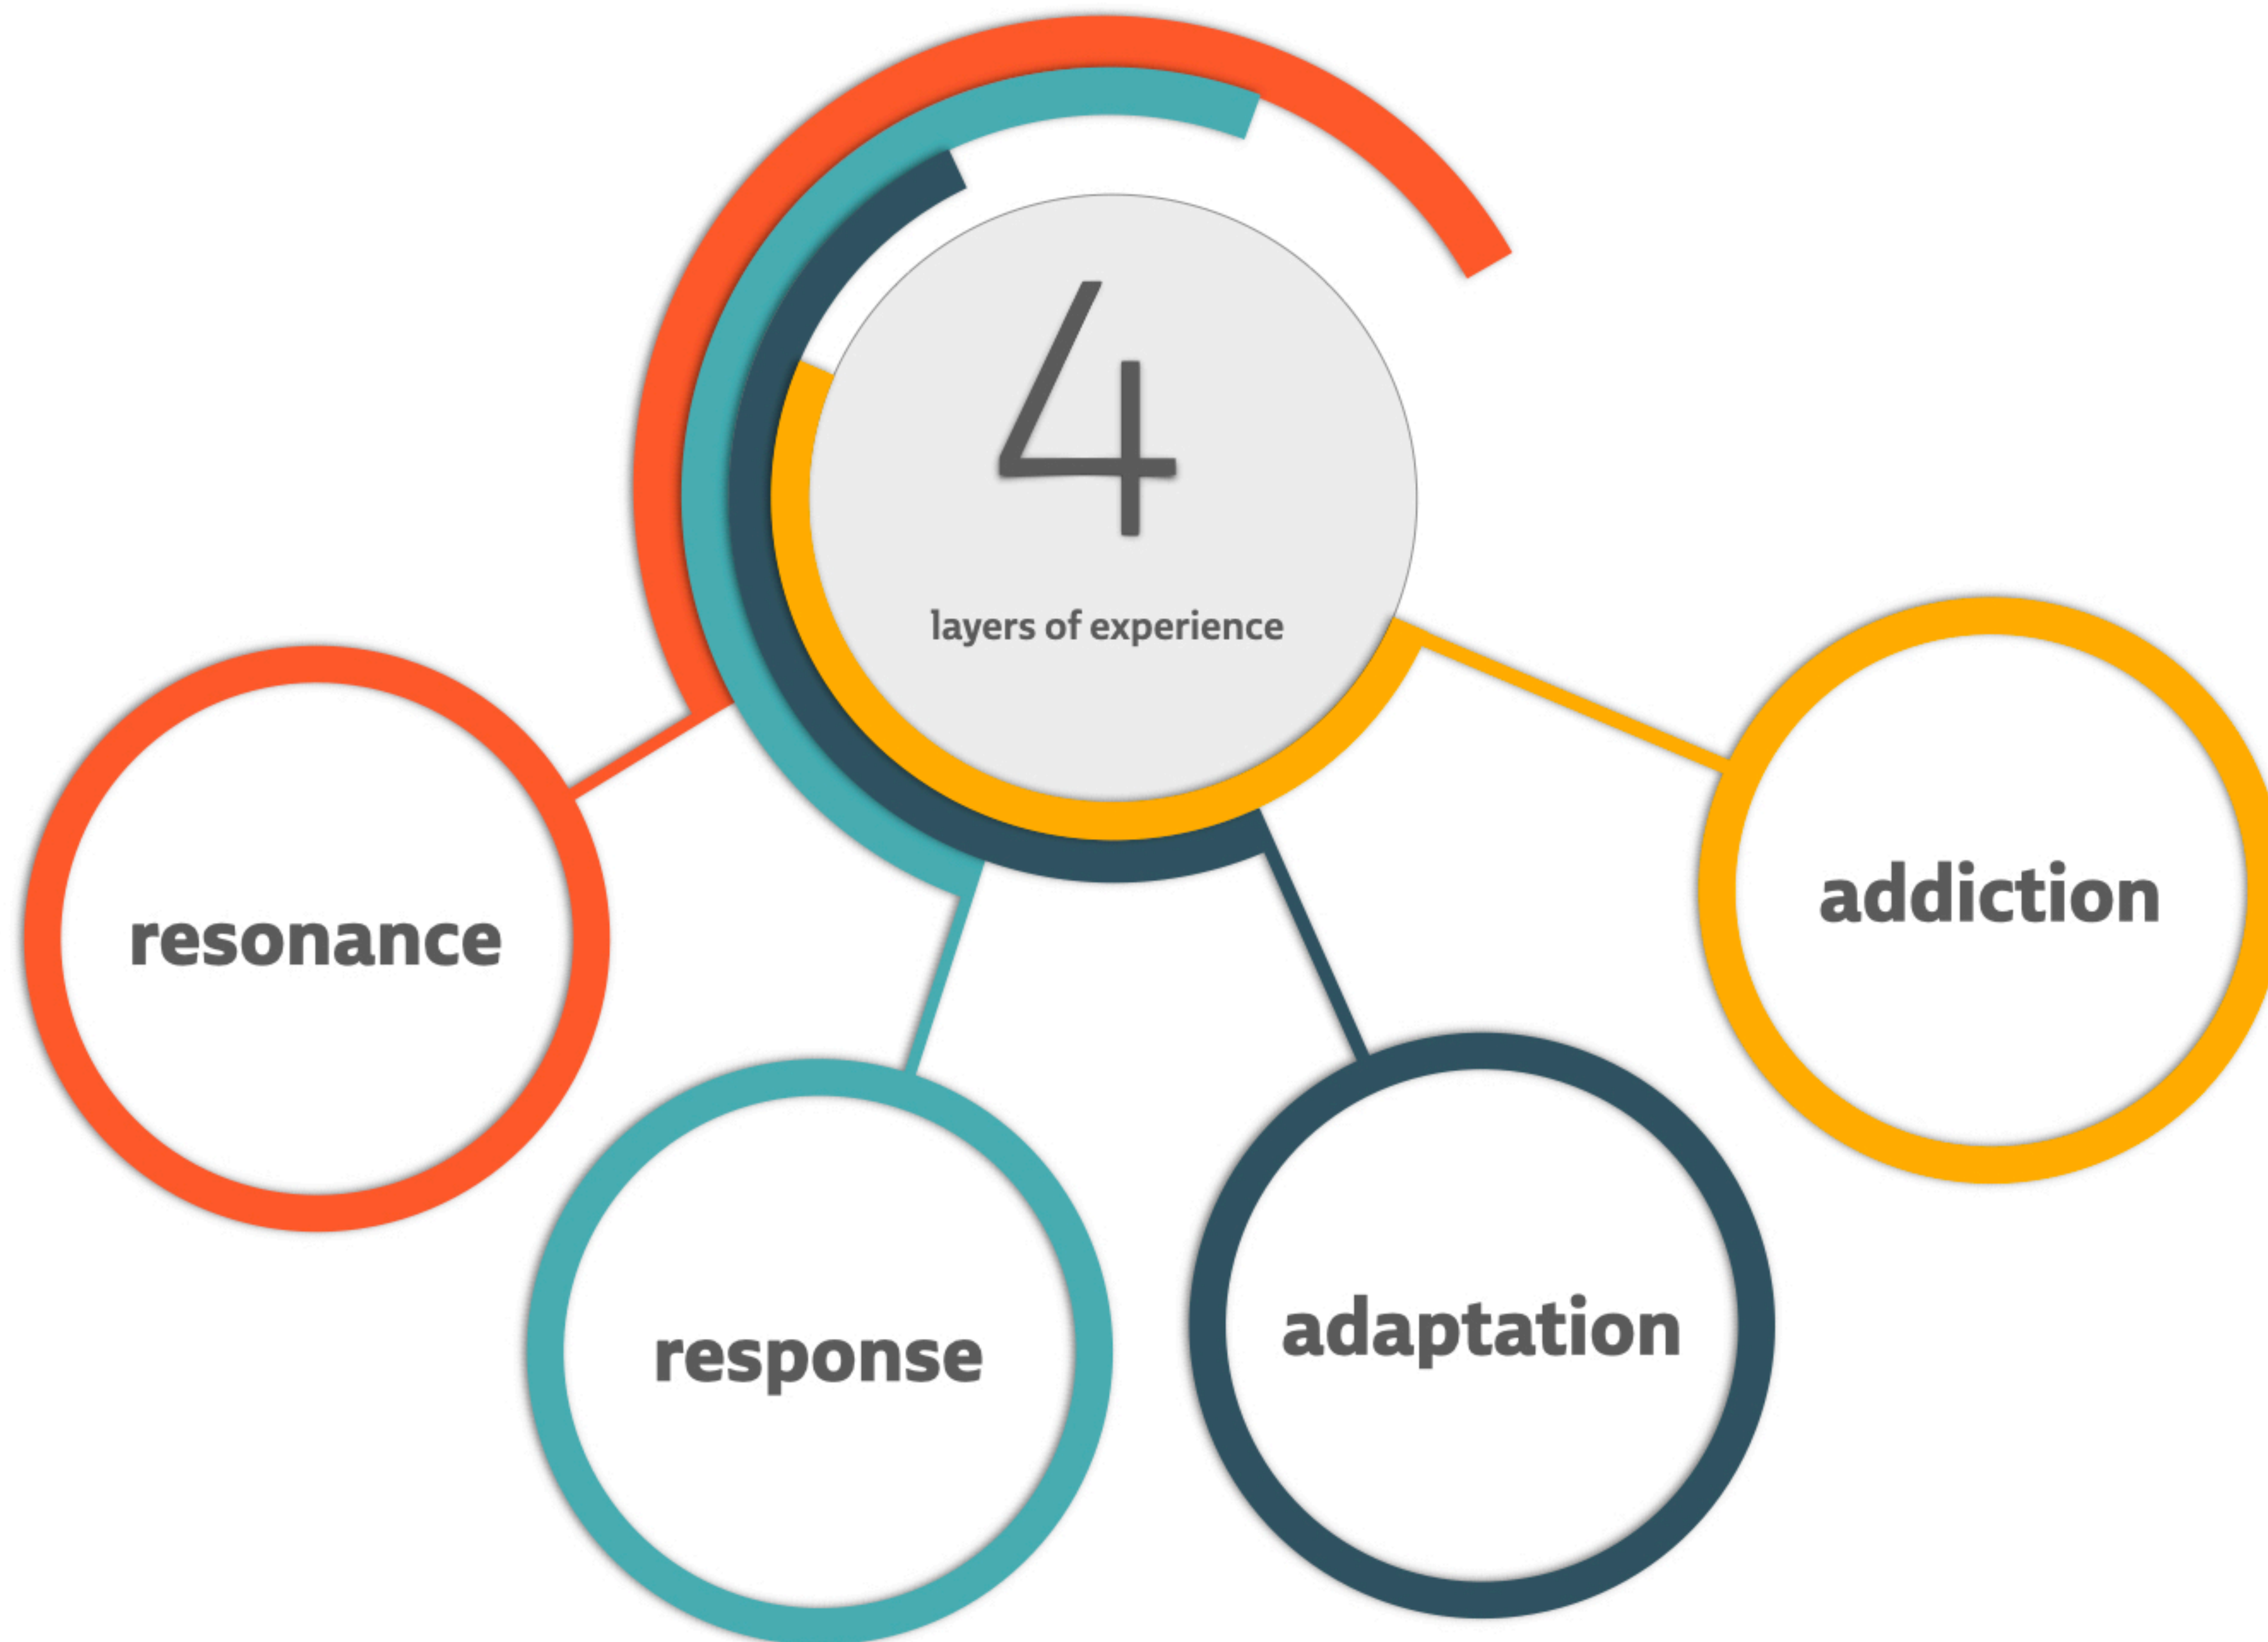 4
layers of experience
resonance
response
adaptation
addiction